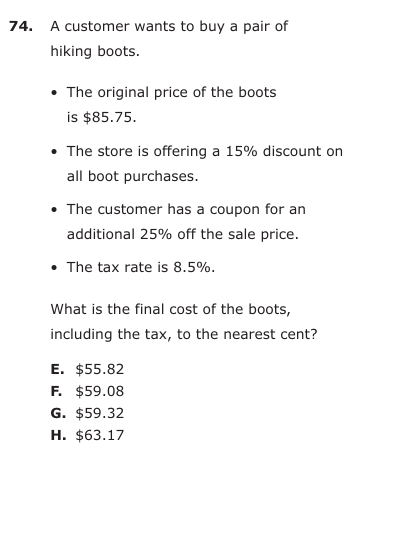 74. A customer wants to buy a pair of
hiking boots.
• The original price of the boots
is $85.75.
• The store is offering a 15% discount on
all boot purchases.
• The customer has a coupon for an
additional 25% off the sale price.
• The tax rate is 8.5%.
What is the final cost of the boots,
including the tax, to the nearest cent?
E. $55.82
F. $59.08
G. $59.32
H. $63.17